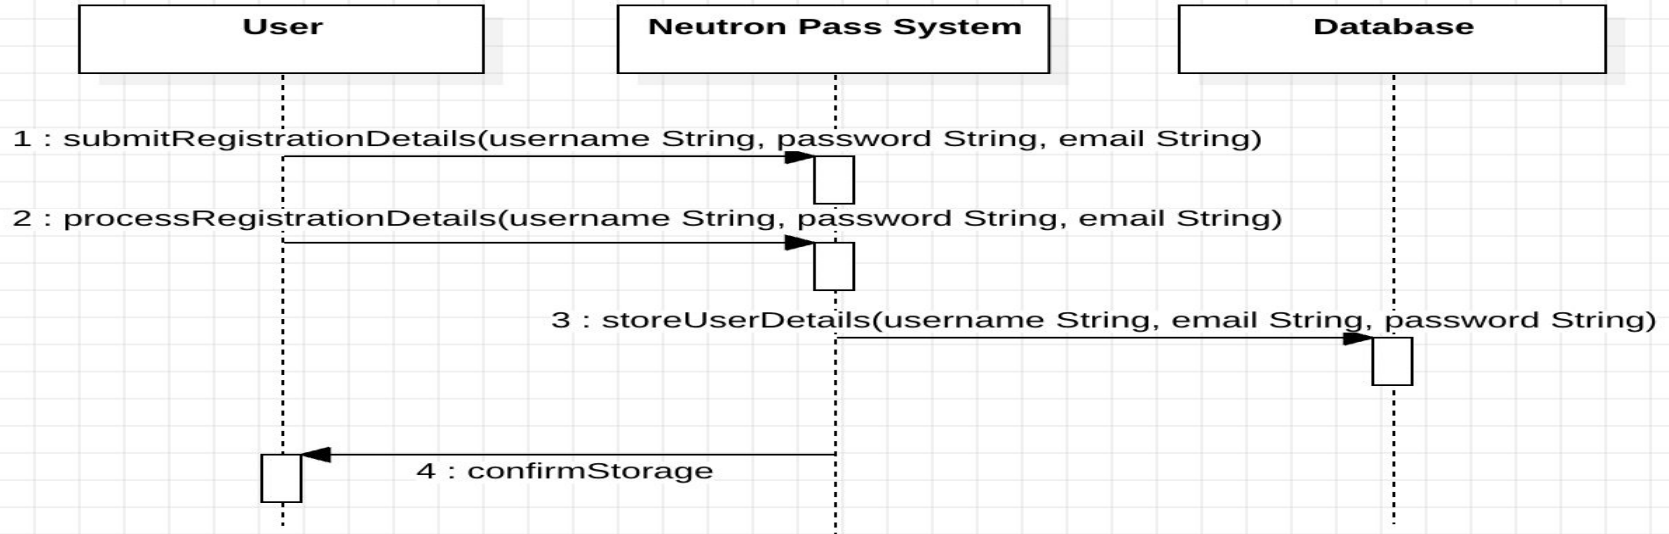 User
Neutron Pass System
Database
1 : submitRegistrationDetails(username String, password String, email String)
2 : processRegistrationDetails(username String, password String, email String)
3 : storeUserDetails(username String, email String, password String)
4 : confirmStorage